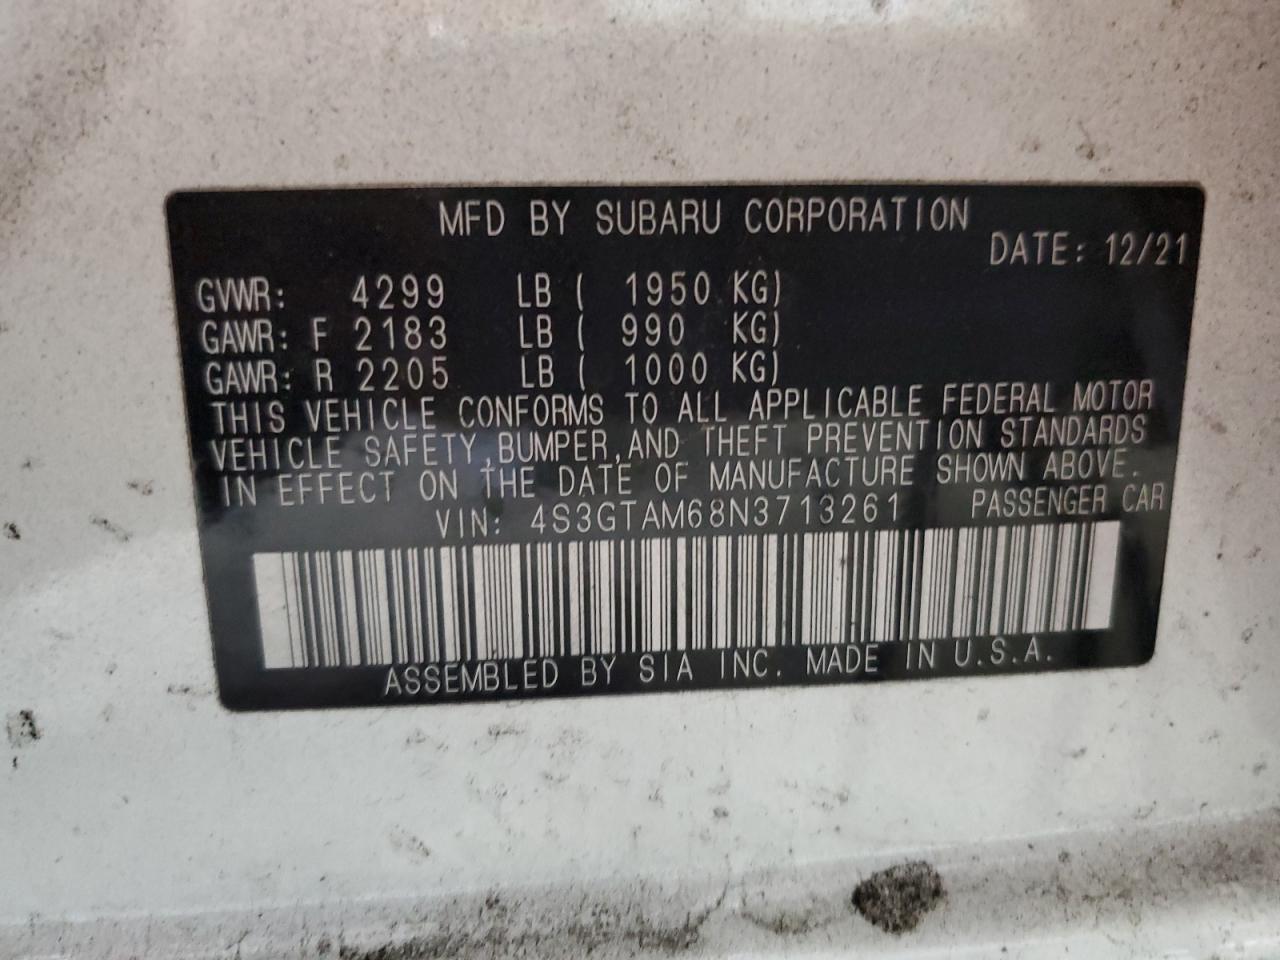 MFD BY SUBARU CORPORATION
DATE: 12/21
GVWR: 4299 LB ( 1950 KG)
GAWR: F 2183 LB ( 990 KG)
GAWR: R 2205 LB ( 1000 KG)
THIS VEHICLE CONFORMS TO ALL APPLICABLE FEDERAL MOTOR
VEHICLE SAFETY,BUMPER,AND THEFT PREVENTION STANDARDS
IN EFFECT ON THE DATE OF MANUFACTURE SHOWN ABOVE.
VIN: 4S3GTAM68N3713261 PASSENGER CAR
ASSEMBLED BY SIA INC. MADE IN U.S.A.